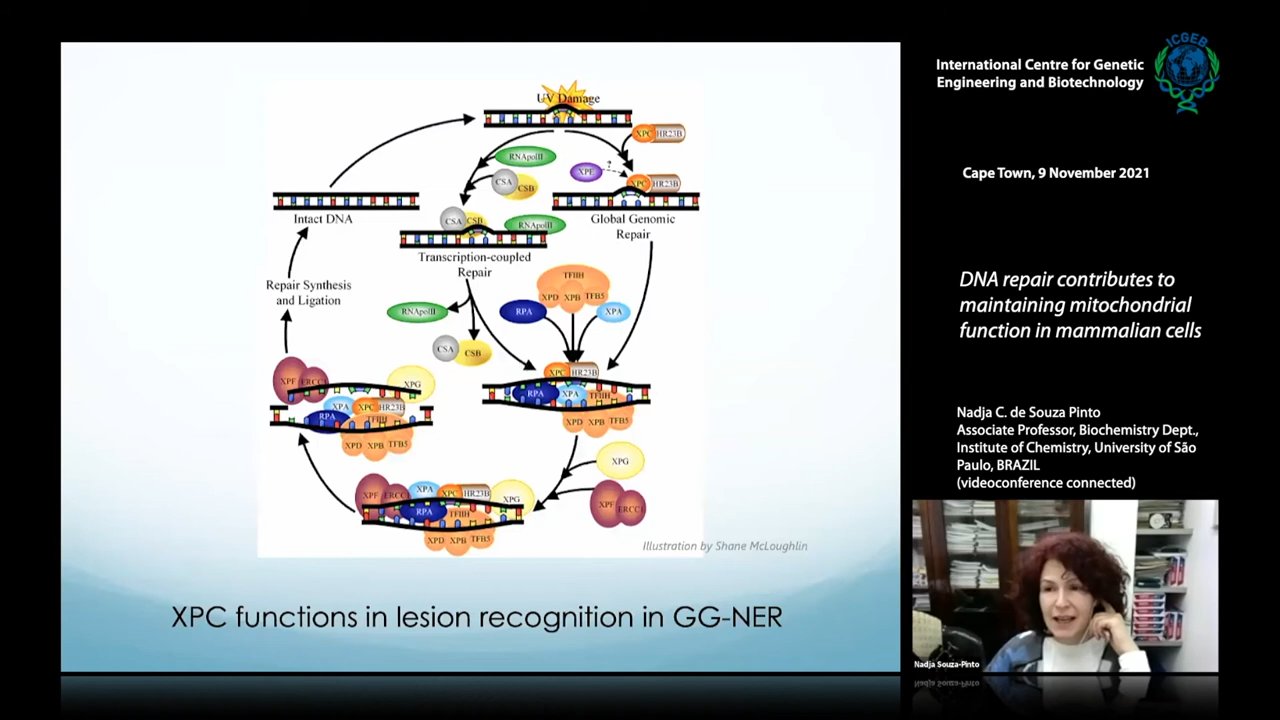 UV Damage
XPC HR23B
RNApolII
XPE ?
CSA CSB
XPC HR23B
Intact DNA
CSA CSB RNApolII
Global Genomic
Repair
Transcription-coupled
Repair
TFIIH
XPD XPB TFB5
Repair Synthesis
and Ligation
RNApolII
RPA
XPA
CSA CSB
XPC HR23B
RPA XPA TFIIH
XPD XPB TFB5
XPF ERCC1
XPG
XPA XPC HR23B
RPA TFIIH
XPD XPB TFB5
XPG
XPF ERCC1
XPF ERCC1 XPA XPC HR23B XPG
RPA TFIIH
XPD XPB TFB5
Illustration by Shane McLoughlin
XPC functions in lesion recognition in GG-NER
International Centre for Genetic
Engineering and Biotechnology
ICGEB
Cape Town, 9 November 2021
DNA repair contributes to
maintaining mitochondrial
function in mammalian cells
Nadja C. de Souza Pinto
Associate Professor, Biochemistry Dept.,
Institute of Chemistry, University of São
Paulo, BRAZIL
(videoconference connected)
Nadja Souza-Pinto